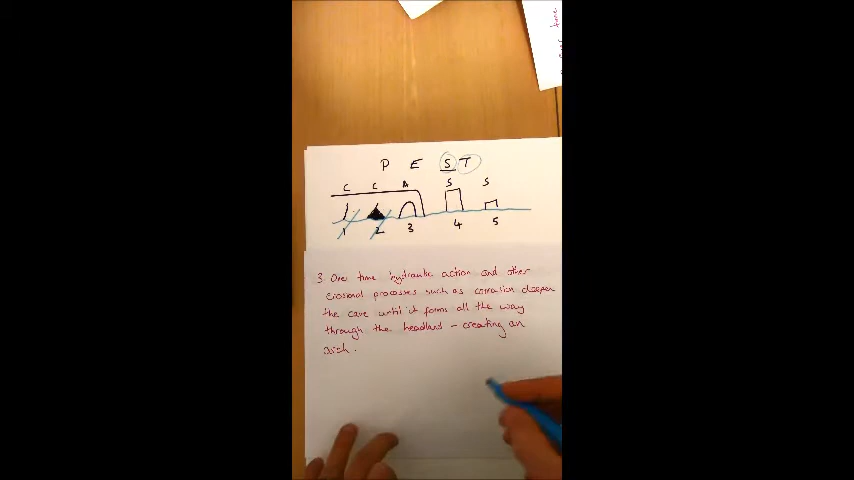 P E S T
C C A S S
1 2 3 4 5
3. Over time hydraulic action and other
erosional processes such as corrasion deepen
the cave until it forms all the way
through the headland - creating an
arch.
time